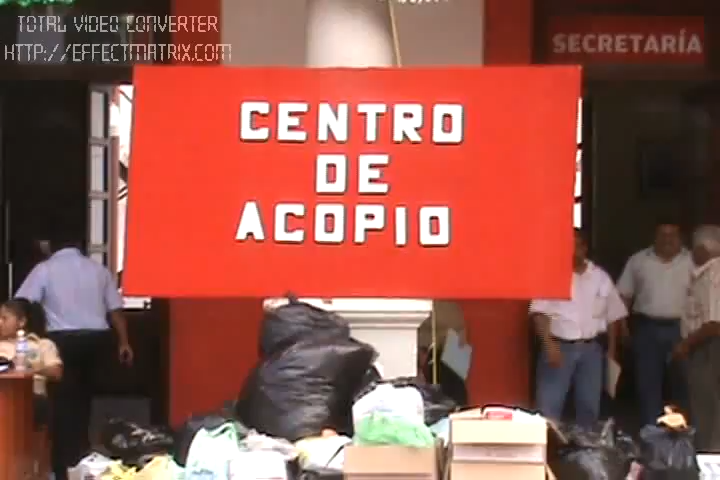 TOTAL VIDEO CONVERTER
HTTP://EFFECTMATRIX.COM
SECRETARÍA
CENTRO
DE
ACOPIO